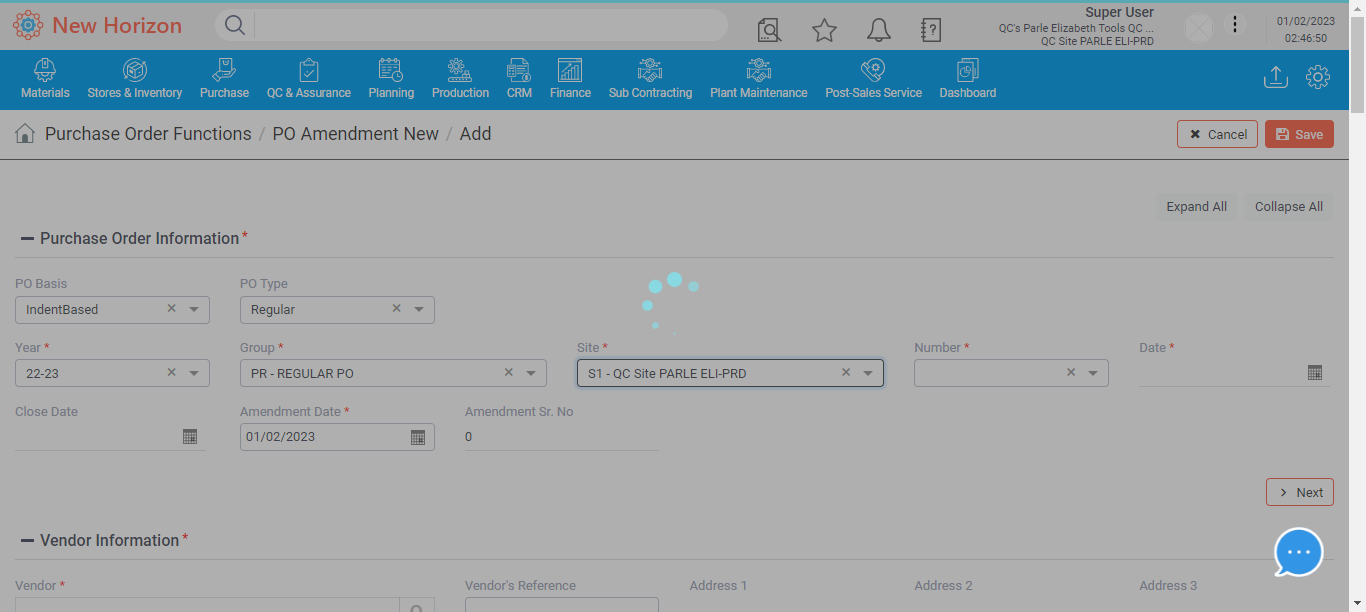 New Horizon
Super User
QC's Parle Elizabeth Tools QC ...
QC Site PARLE ELI-PRD
01/02/2023
02:46:50
Materials
Stores & Inventory
Purchase
QC & Assurance
Planning
Production
CRM
Finance
Sub Contracting
Plant Maintenance
Post-Sales Service
Dashboard
Purchase Order Functions / PO Amendment New / Add
Cancel
Save
Expand All
Collapse All
Purchase Order Information *
PO Basis
PO Type
IndentBased
Regular
Year *
Group *
Site *
Number *
Date *
22-23
PR - REGULAR PO
S1 - QC Site PARLE ELI-PRD
Close Date
Amendment Date *
Amendment Sr. No
01/02/2023
0
Next
Vendor Information *
Vendor *
Vendor's Reference
Address 1
Address 2
Address 3